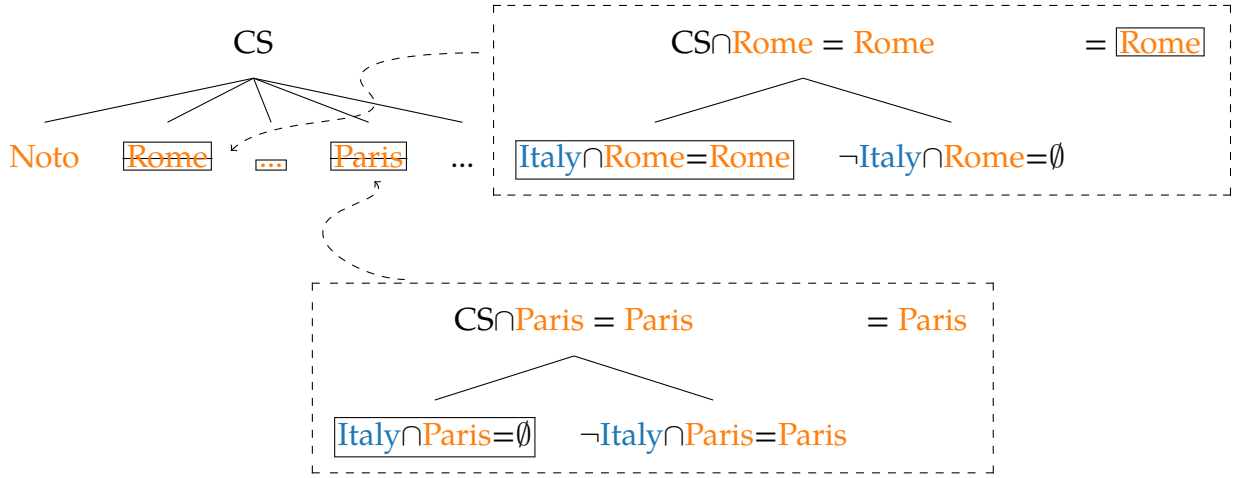 CS
Noto Rome ... Paris ...
CS∩Rome = Rome = Rome
Italy∩Rome=Rome ¬Italy∩Rome=∅
CS∩Paris = Paris = Paris
Italy∩Paris=∅ ¬Italy∩Paris=Paris